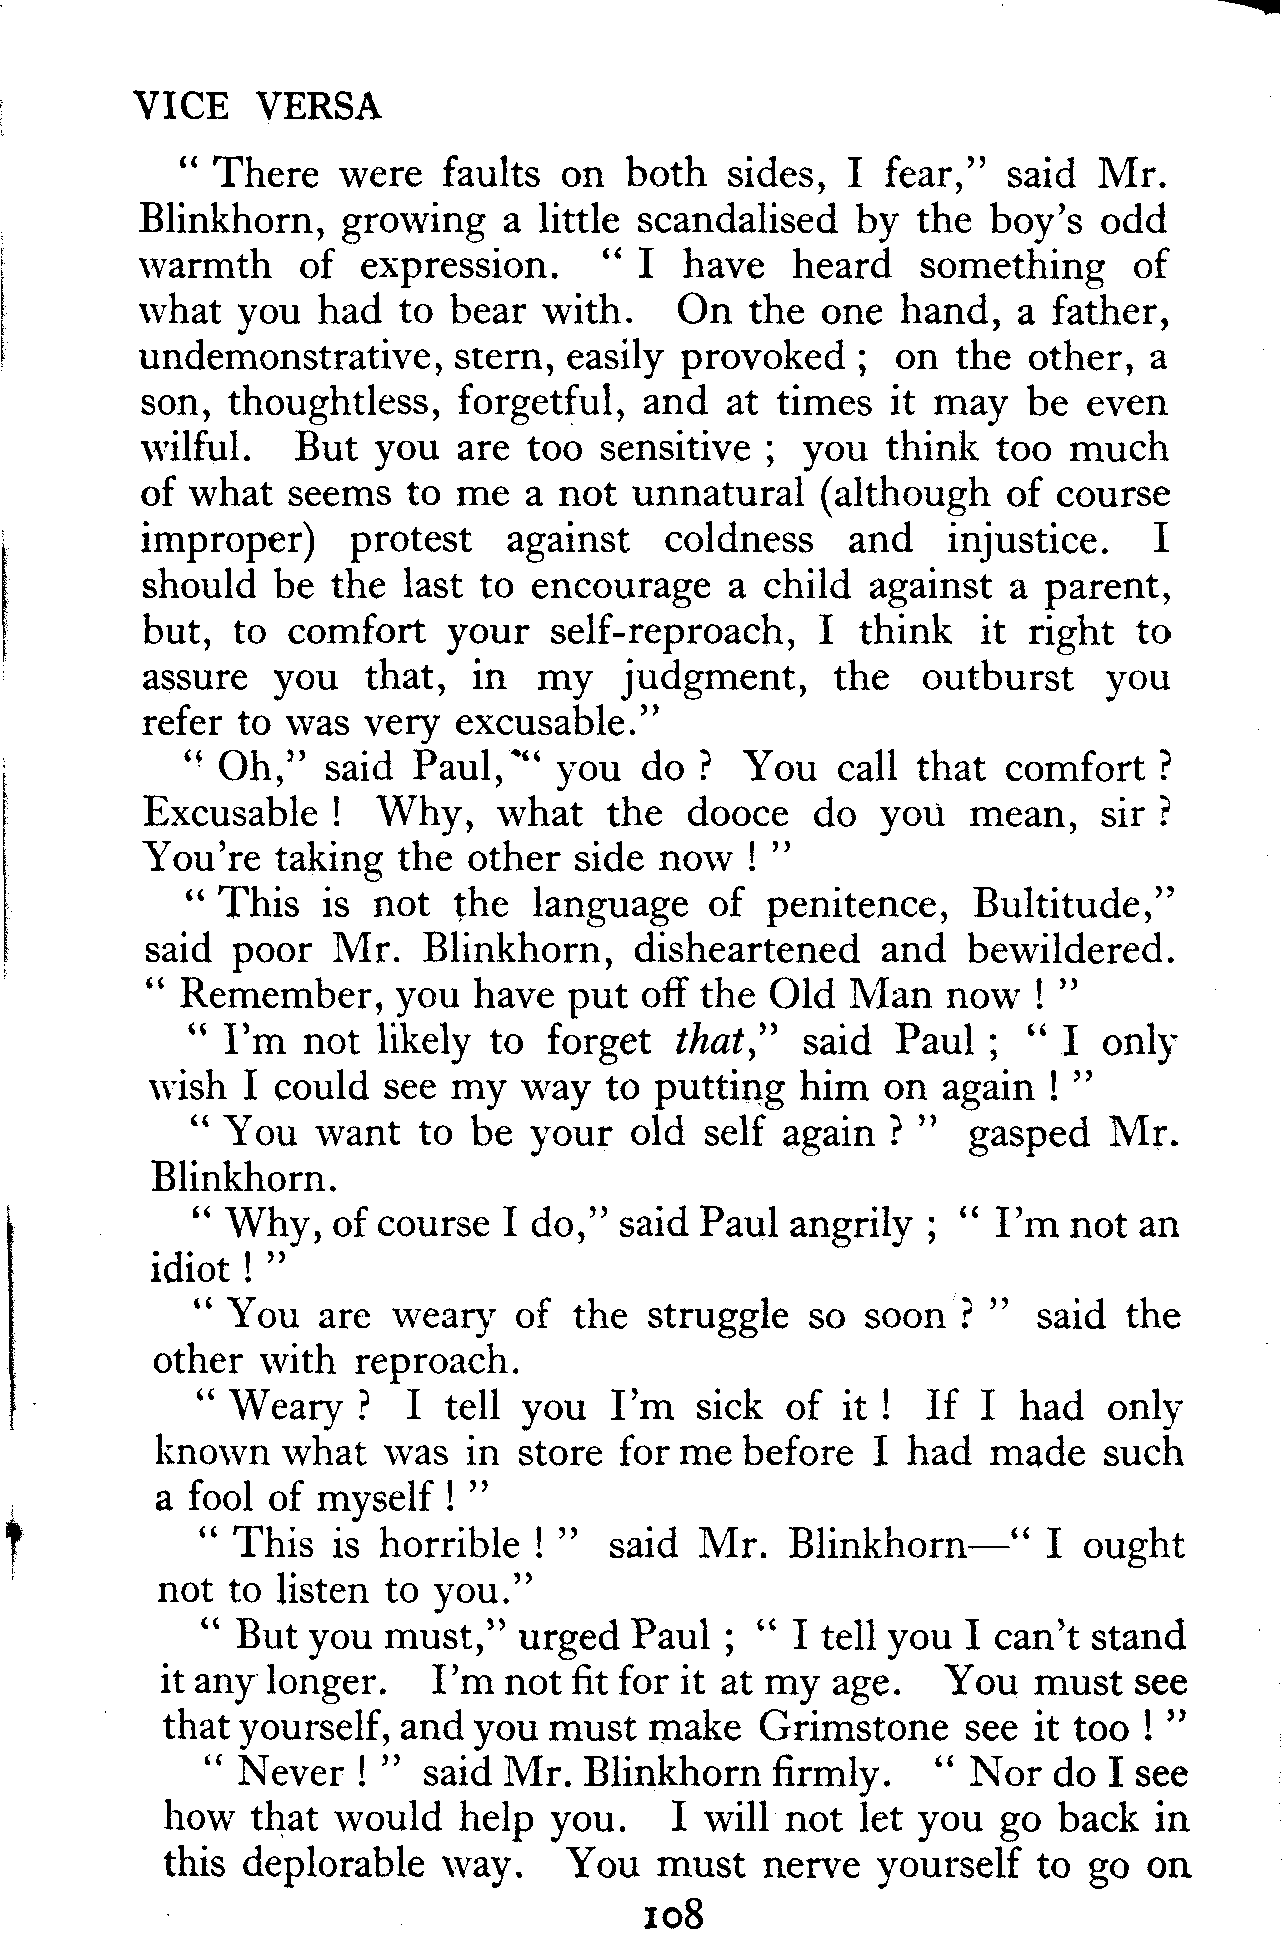 VICE VERSA
“ There were faults on both sides, I fear,” said Mr.
Blinkhorn, growing a little scandalised by the boy’s odd
warmth of expression. “ I have heard something of
what you had to bear with. On the one hand, a father,
undemonstrative, stern, easily provoked ; on the other, a
son, thoughtless, forgetful, and at times it may be even
wilful. But you are too sensitive ; you think too much
of what seems to me a not unnatural (although of course
improper) protest against coldness and injustice. I
should be the last to encourage a child against a parent,
but, to comfort your self-reproach, I think it right to
assure you that, in my judgment, the outburst you
refer to was very excusable.”
“ Oh,” said Paul, “ you do ? You call that comfort ?
Excusable ! Why, what the dooce do you mean, sir ?
You’re taking the other side now ! ”
“ This is not the language of penitence, Bultitude,”
said poor Mr. Blinkhorn, disheartened and bewildered.
“ Remember, you have put off the Old Man now ! ”
“ I’m not likely to forget that,” said Paul ; “ I only
wish I could see my way to putting him on again ! ”
“ You want to be your old self again ? ” gasped Mr.
Blinkhorn.
“ Why, of course I do,” said Paul angrily ; “ I’m not an
idiot ! ”
“ You are weary of the struggle so soon ? ” said the
other with reproach.
“ Weary ? I tell you I’m sick of it ! If I had only
known what was in store for me before I had made such
a fool of myself ! ”
“ This is horrible ! ” said Mr. Blinkhorn—“ I ought
not to listen to you.”
“ But you must,” urged Paul ; “ I tell you I can’t stand
it any longer. I’m not fit for it at my age. You must see
that yourself, and you must make Grimstone see it too ! ”
“ Never ! ” said Mr. Blinkhorn firmly. “ Nor do I see
how that would help you. I will not let you go back in
this deplorable way. You must nerve yourself to go on
108